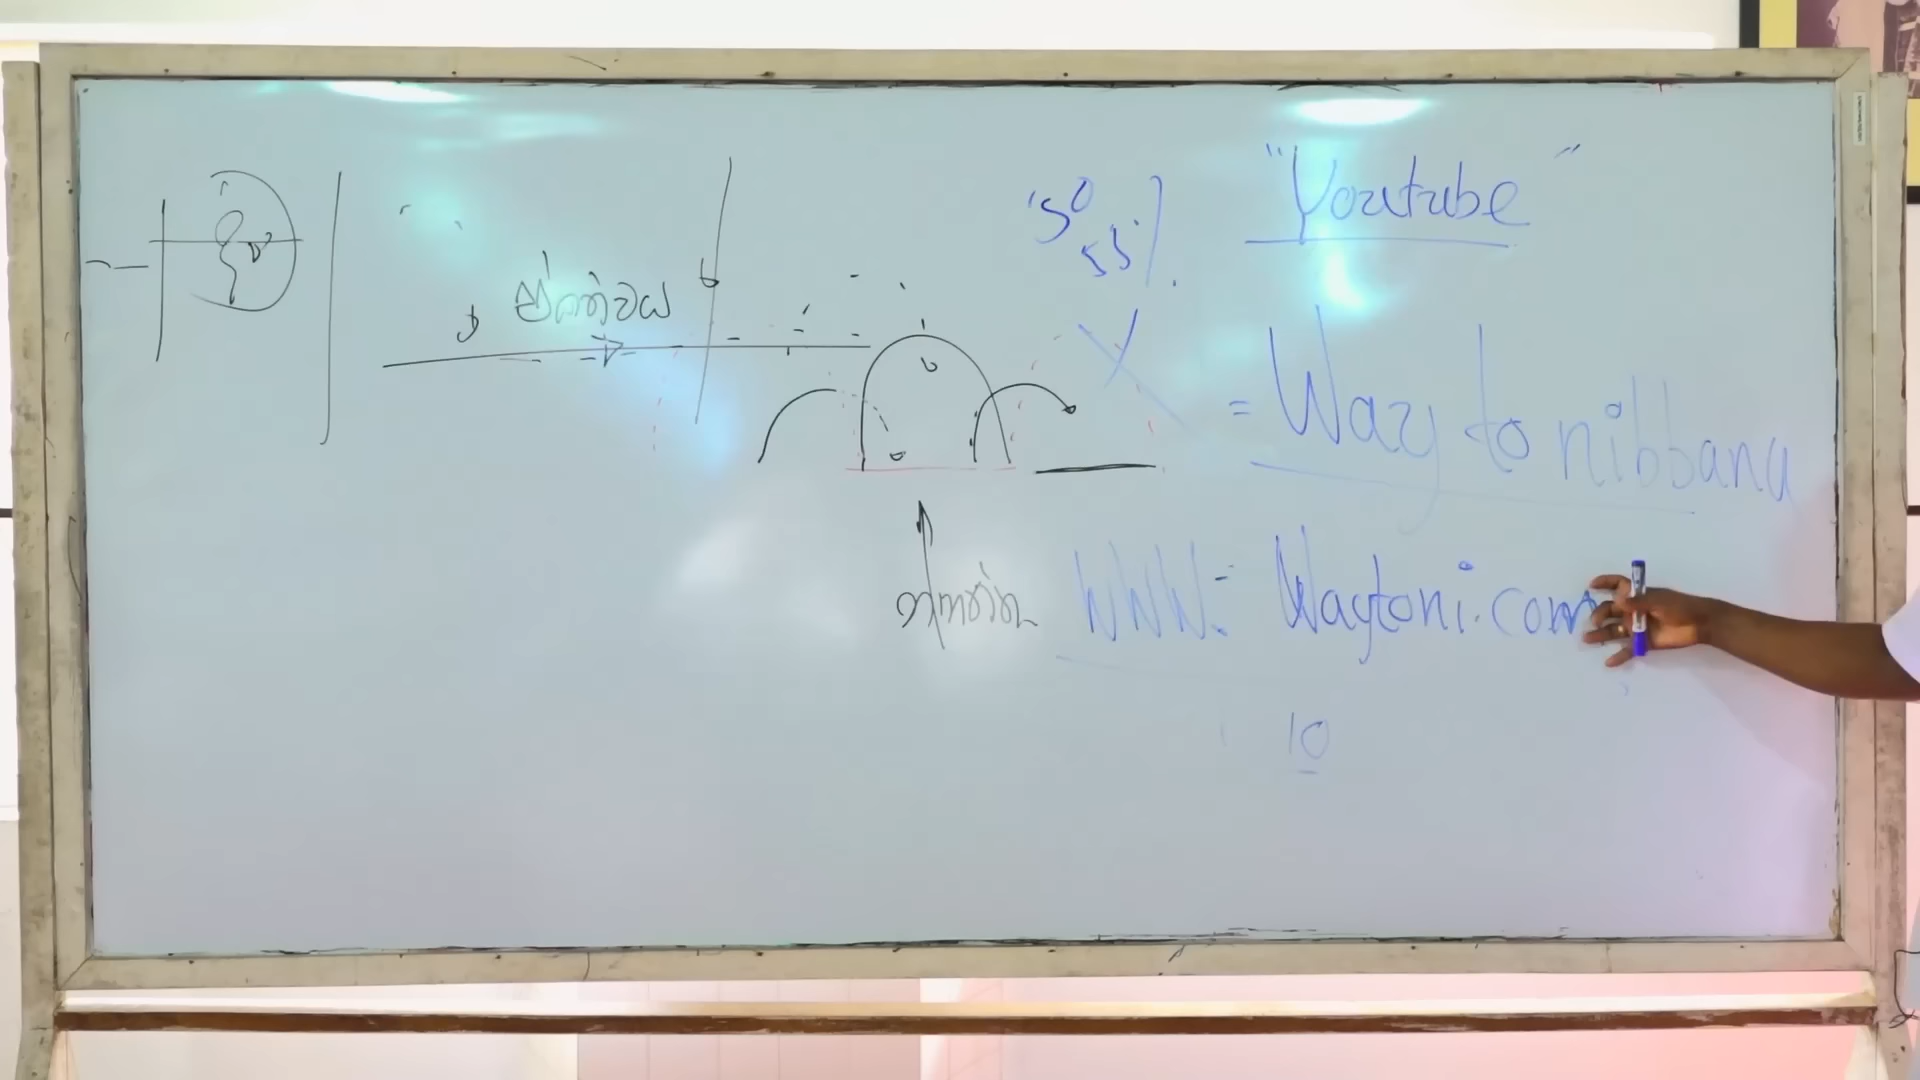 50
55%
"Youtube"
= Way to nibbana
WWW. = Waytoni.com
10